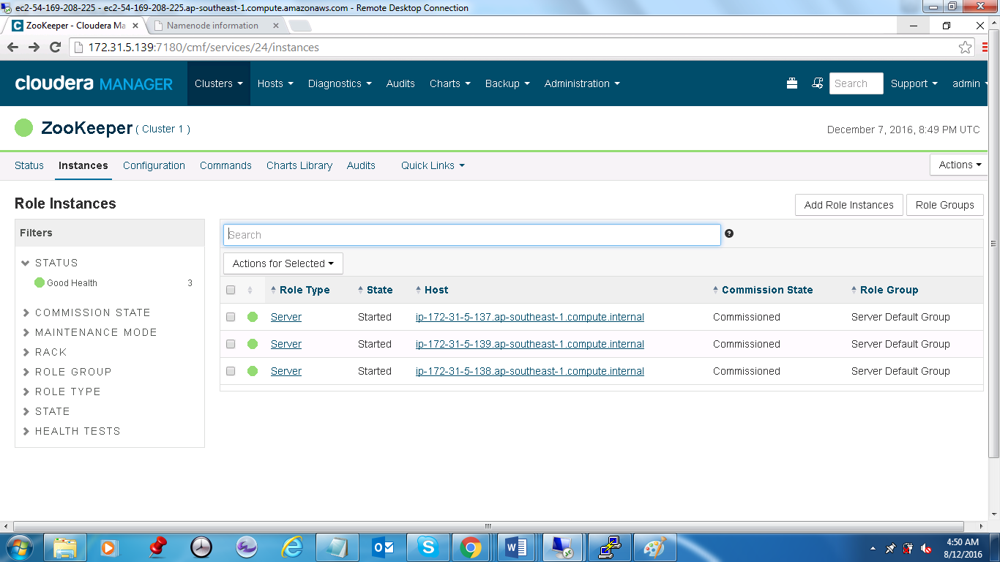 ec2-54-169-208-225 - ec2-54-169-208-225.ap-southeast-1.compute.amazonaws.com - Remote Desktop Connection
ZooKeeper - Cloudera Ma Namenode information
172.31.5.139:7180/cmf/services/24/instances
cloudera MANAGER Clusters Hosts Diagnostics Audits Charts Backup Administration Search Support admin
ZooKeeper ( Cluster 1 ) December 7, 2016, 8:49 PM UTC
Status Instances Configuration Commands Charts Library Audits Quick Links Actions
Role Instances Add Role Instances Role Groups
Filters Search
STATUS Actions for Selected
Good Health 3
Role Type State Host Commission State Role Group
COMMISSION STATE Server Started ip-172-31-5-137.ap-southeast-1.compute.internal Commissioned Server Default Group
MAINTENANCE MODE
RACK Server Started ip-172-31-5-139.ap-southeast-1.compute.internal Commissioned Server Default Group
ROLE GROUP Server Started ip-172-31-5-138.ap-southeast-1.compute.internal Commissioned Server Default Group
ROLE TYPE
STATE
HEALTH TESTS
4:50 AM
8/12/2016